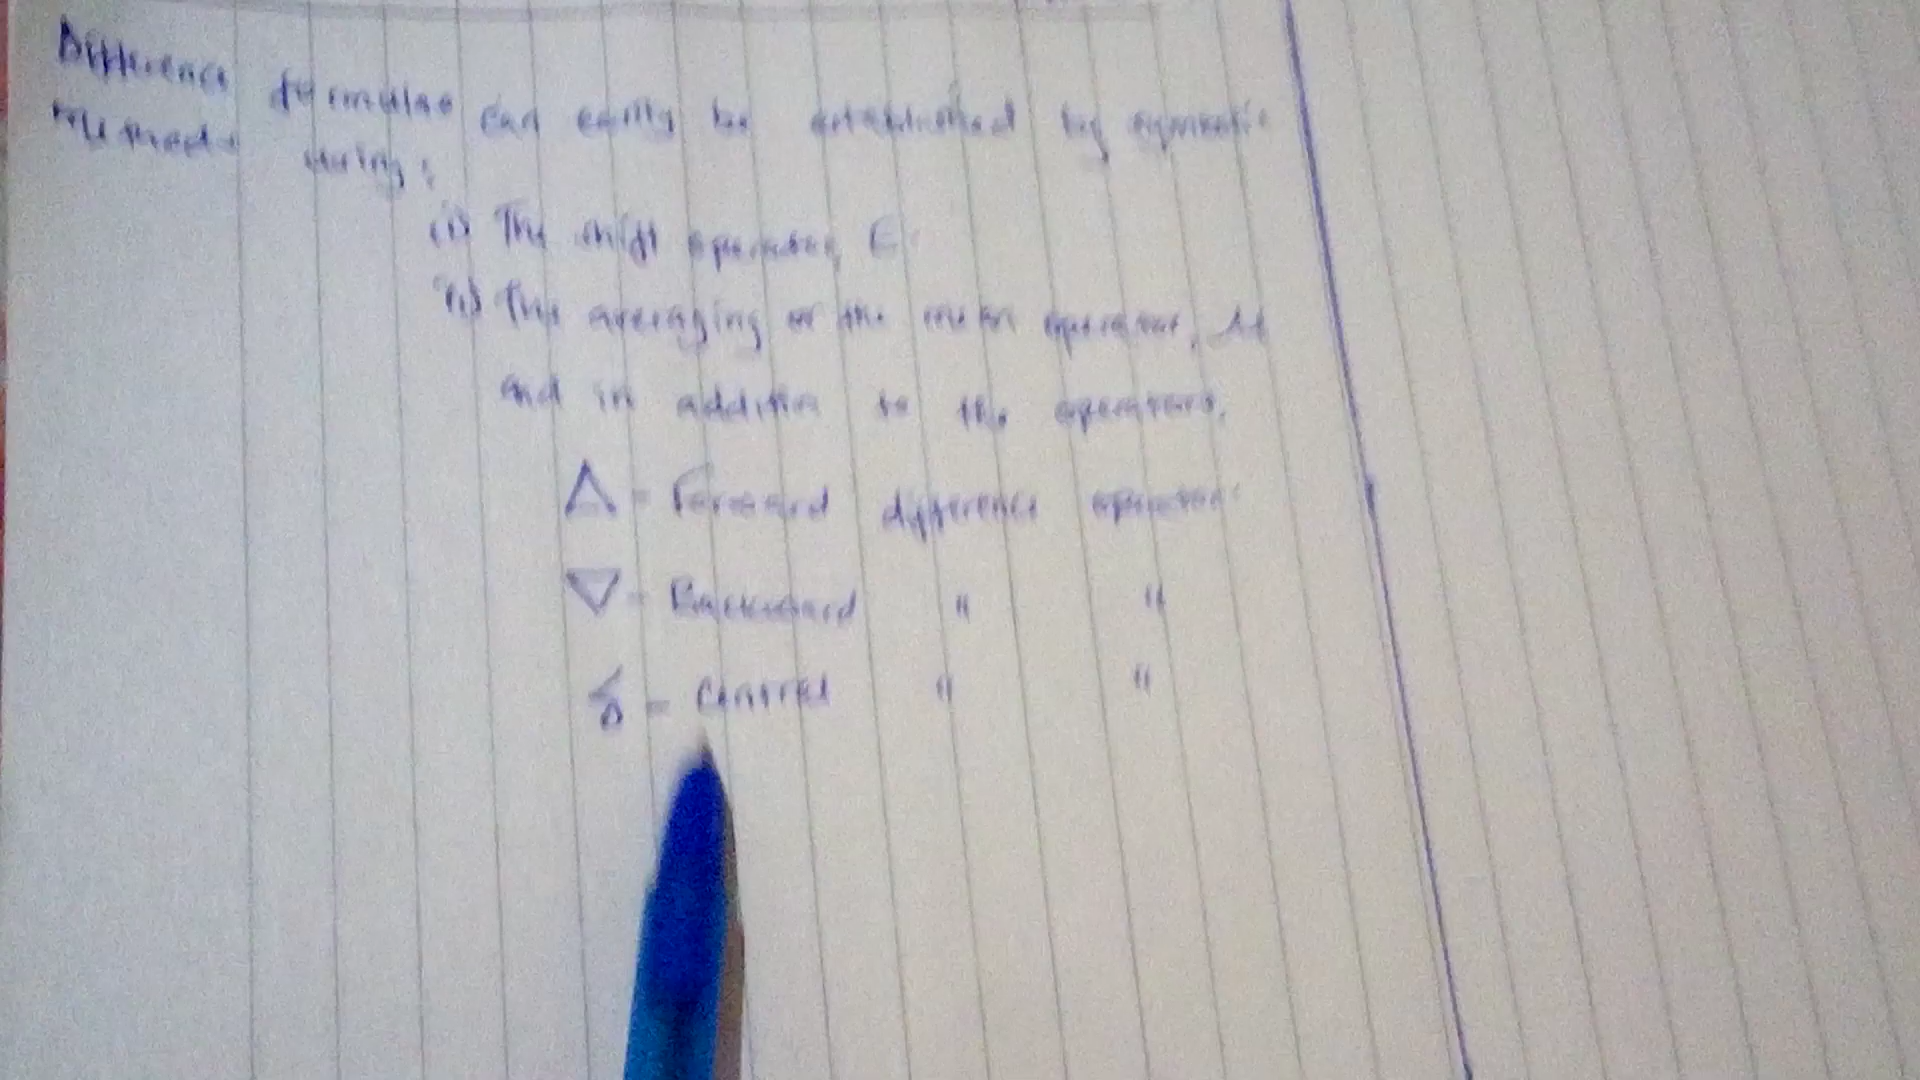 Difference formulae can easily be established by symbolic
methods using;
(i) The shift operator, E.
(ii) The averaging or the mean operator, M
and in addition to the operators,
Δ = Forward difference operator
∇ = Backward " "
δ = Central " "